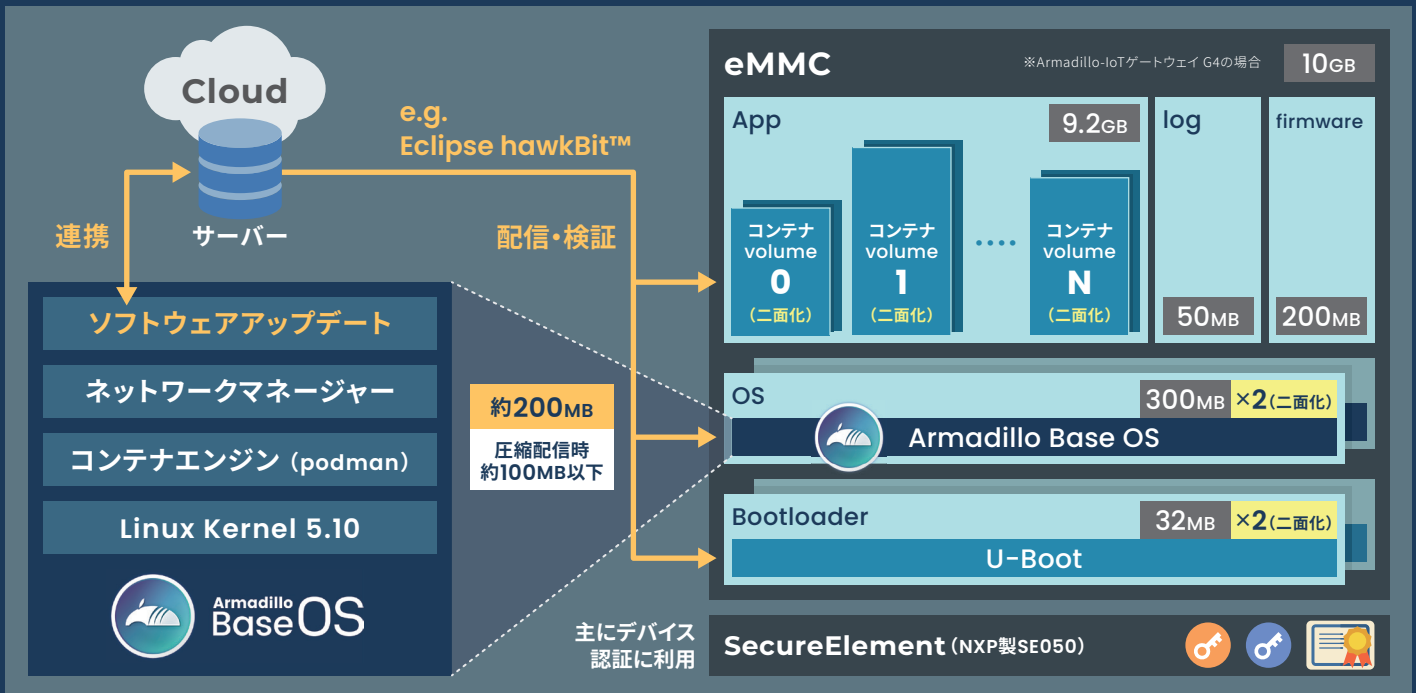 Cloud
サーバー
e.g.
Eclipse hawkBit™
連携
配信・検証
ソフトウェアアップデート
ネットワークマネージャー
コンテナエンジン（podman）
Linux Kernel 5.10
Armadillo
Base OS
約200MB
圧縮配信時
約100MB以下
eMMC
※Armadillo-IoTゲートウェイ G4の場合
10GB
App
9.2GB
コンテナ
volume
0
（二面化）
コンテナ
volume
1
（二面化）
････
コンテナ
volume
N
（二面化）
log
50MB
firmware
200MB
OS
300MB ×2（二面化）
Armadillo Base OS
Bootloader
32MB ×2（二面化）
U-Boot
主にデバイス
認証に利用
SecureElement（NXP製SE050）